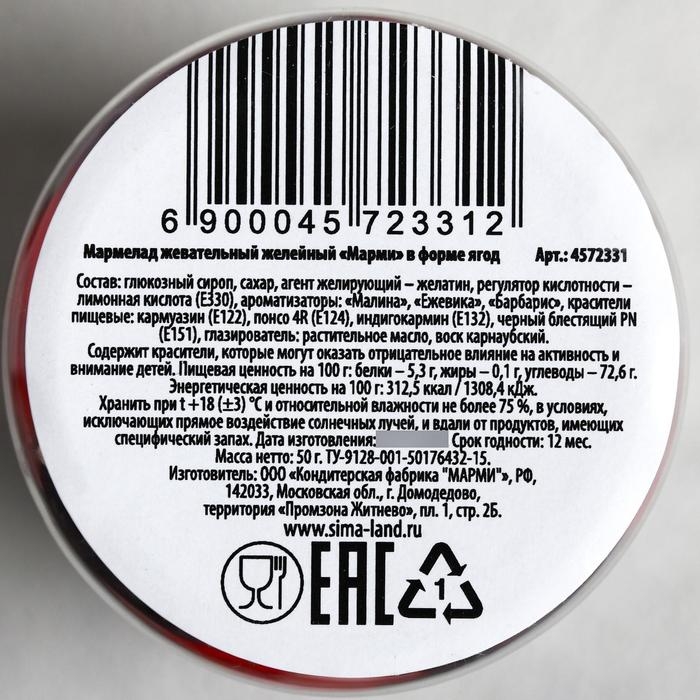 6 900045 723312
Мармелад жевательный желейный «Марми» в форме ягод Арт.: 4572331
Состав: глюкозный сироп, сахар, агент желирующий – желатин, регулятор кислотности –
лимонная кислота (Е330), ароматизаторы: «Малина», «Ежевика», «Барбарис», красители
пищевые: кармуазин (Е122), понсо 4R (Е124), индигокармин (Е132), черный блестящий PN
(Е151), глазирователь: растительное масло, воск карнаубский.
Содержит красители, которые могут оказать отрицательное влияние на активность и
внимание детей. Пищевая ценность на 100 г: белки – 5,3 г, жиры – 0,1 г, углеводы – 72,6 г.
Энергетическая ценность на 100 г: 312,5 ккал / 1308,4 кДж.
Хранить при t +18 (±3) °С и относительной влажности не более 75 %, в условиях,
исключающих прямое воздействие солнечных лучей, и вдали от продуктов, имеющих
специфический запах. Дата изготовления: Срок годности: 12 мес.
Масса нетто: 50 г. ТУ-9128-001-50176432-15.
Изготовитель: ООО «Кондитерская фабрика "МАРМИ"», РФ,
142033, Московская обл., г. Домодедово,
территория «Промзона Житнево», пл. 1, стр. 2Б.
www.sima-land.ru
EAC 1